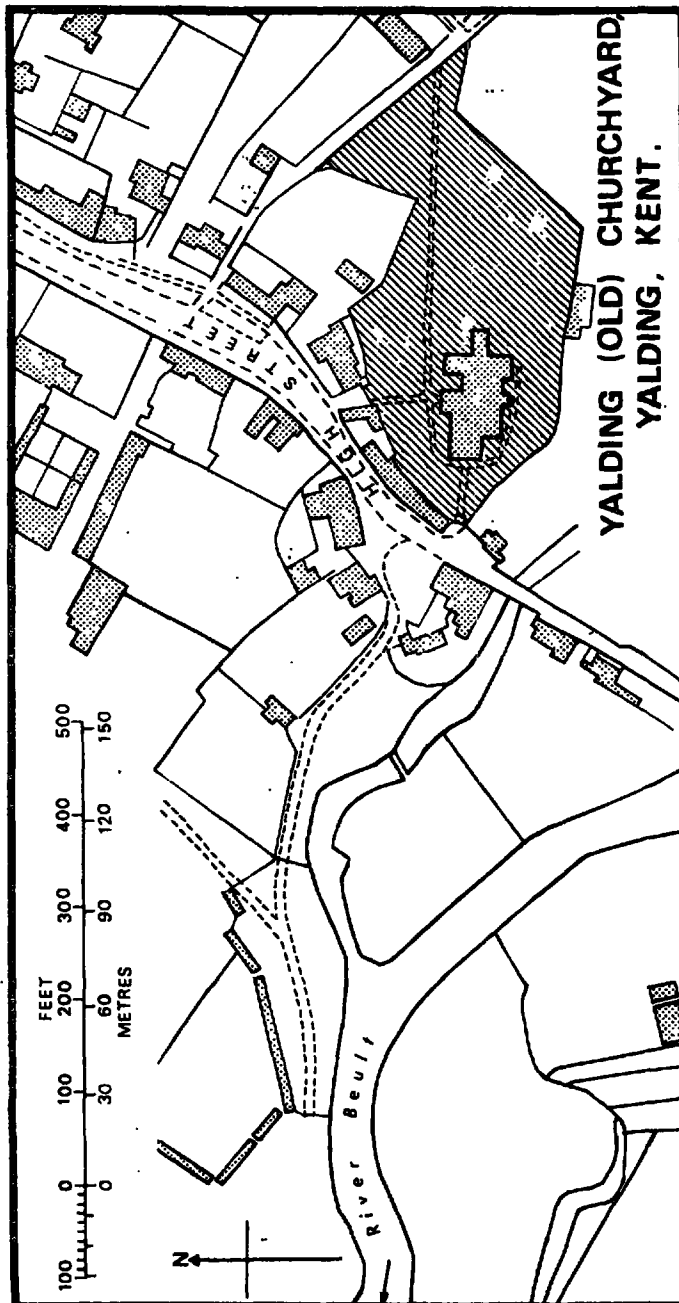 100 0 100 200 300 400 500
FEET
METRES
0 30 60 90 120 150
N
River Beult
HIGH STREET
YALDING (OLD) CHURCHYARD,
YALDING, KENT.